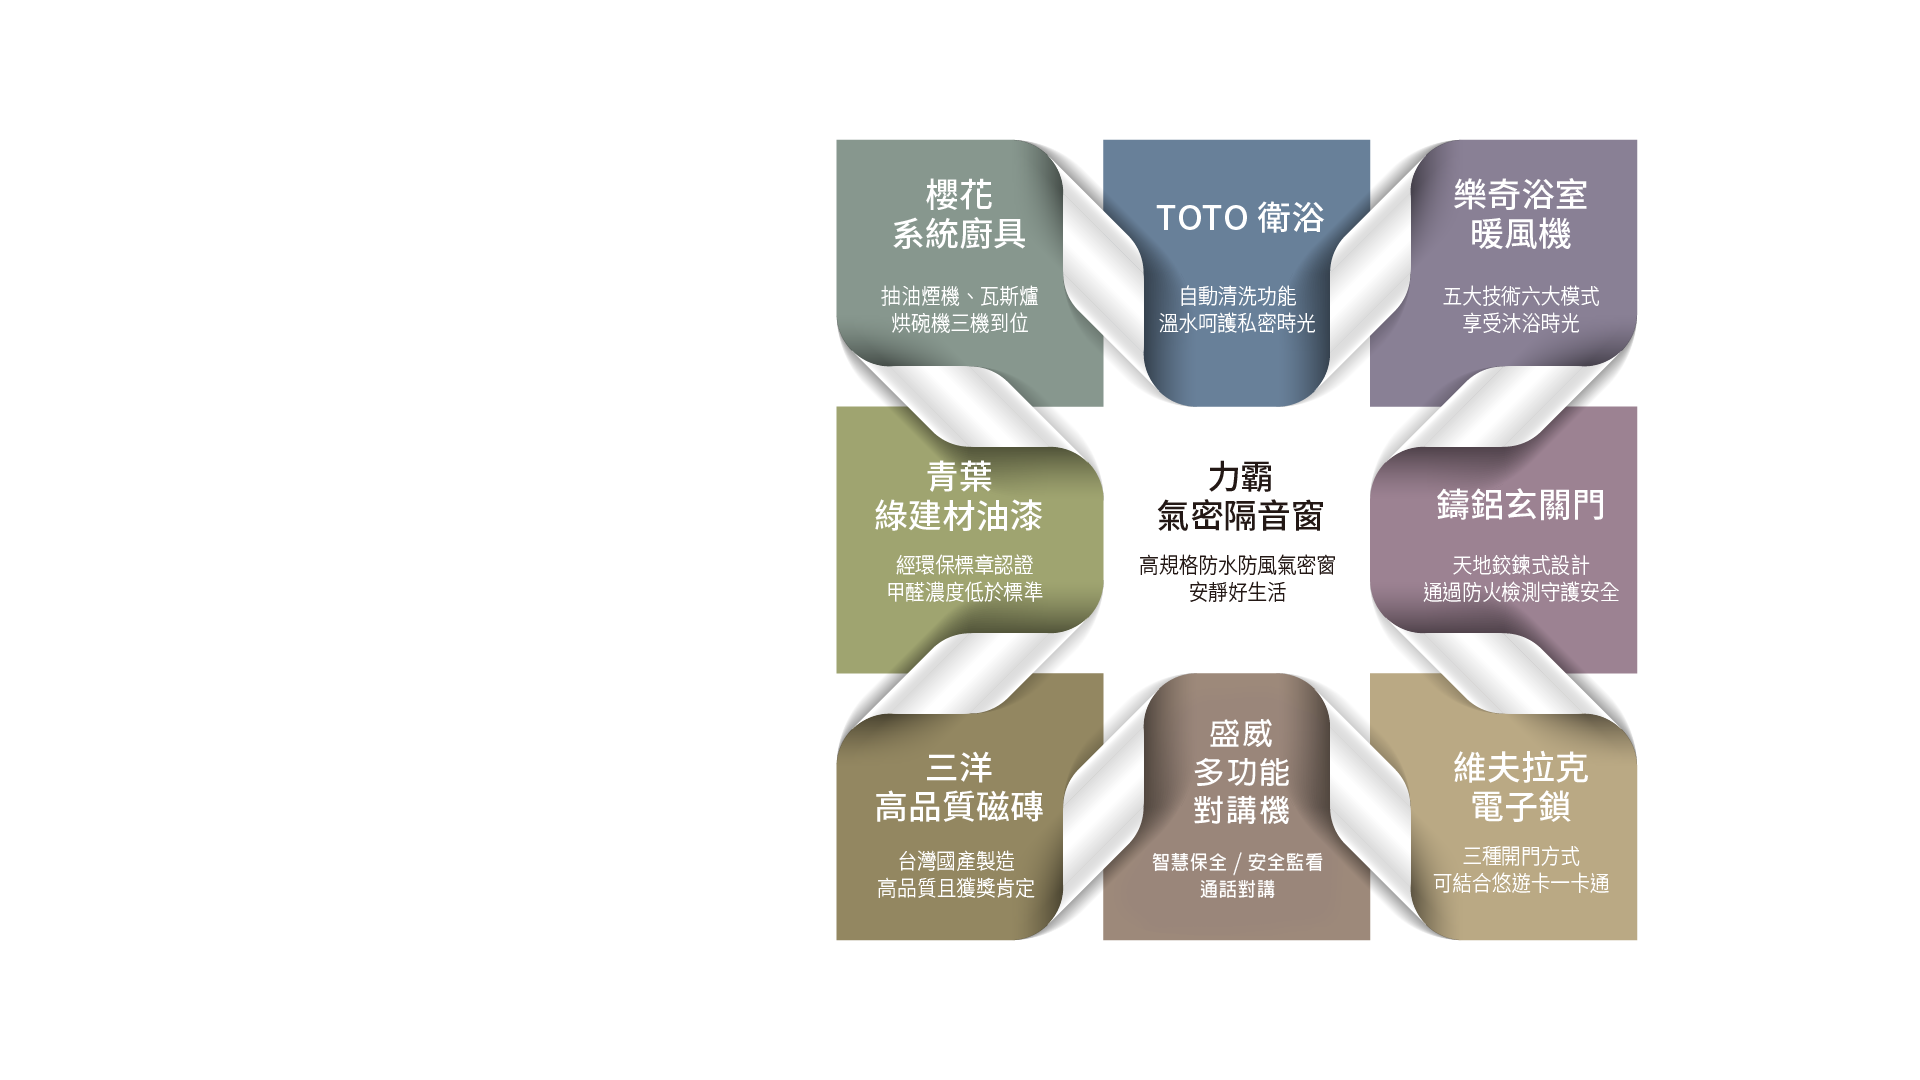 櫻花
系統廚具
抽油煙機、瓦斯爐
烘碗機三機到位
TOTO 衛浴
自動清洗功能
溫水呵護私密時光
樂奇浴室
暖風機
五大技術六大模式
享受沐浴時光
青葉
綠建材油漆
經環保標章認證
甲醛濃度低於標準
力霸
氣密隔音窗
高規格防水防風氣密窗
安靜好生活
鑄鋁玄關門
天地鉸鍊式設計
通過防火檢測守護安全
三洋
高品質磁磚
台灣國產製造
高品質且獲獎肯定
盛威
多功能
對講機
智慧保全 / 安全監看
通話對講
維夫拉克
電子鎖
三種開門方式
可結合悠遊卡一卡通